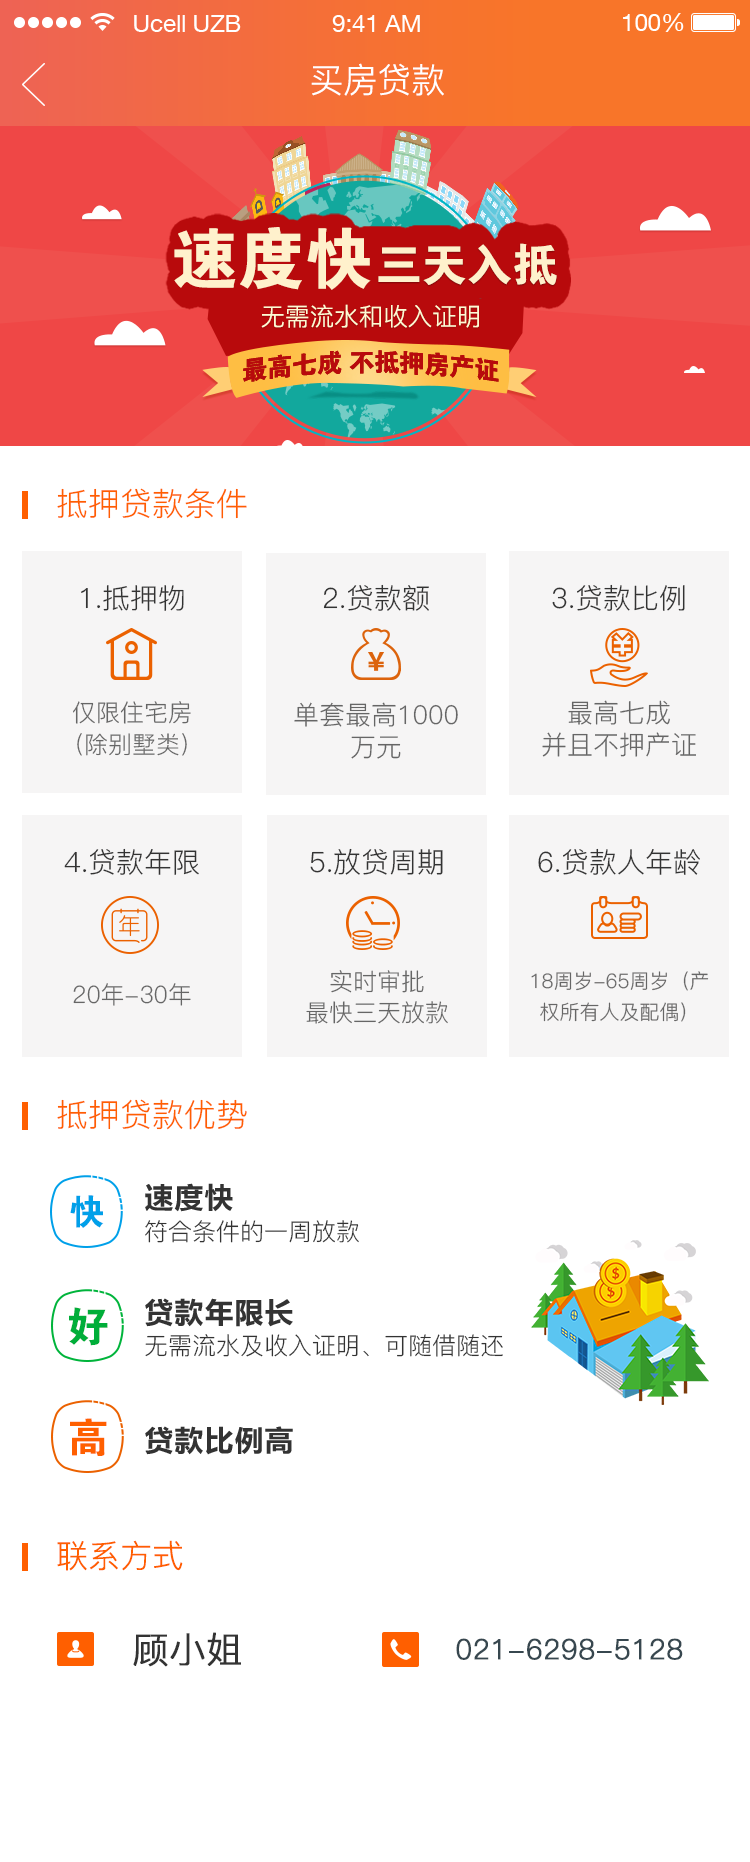 Ucell UZB 9:41 AM 100%
买房贷款
速度快三天入抵
无需流水和收入证明
最高七成 不抵押房产证
抵押贷款条件
1.抵押物
仅限住宅房
（除别墅类）
2.贷款额
¥
单套最高1000
万元
3.贷款比例
最高七成
并且不押产证
4.贷款年限
年
20年-30年
5.放贷周期
实时审批
最快三天放款
6.贷款人年龄
18周岁-65周岁（产
权所有人及配偶）
抵押贷款优势
快
速度快
符合条件的一周放款
好
贷款年限长
无需流水及收入证明、可随借随还
$
$
高
贷款比例高
联系方式
顾小姐
021-6298-5128